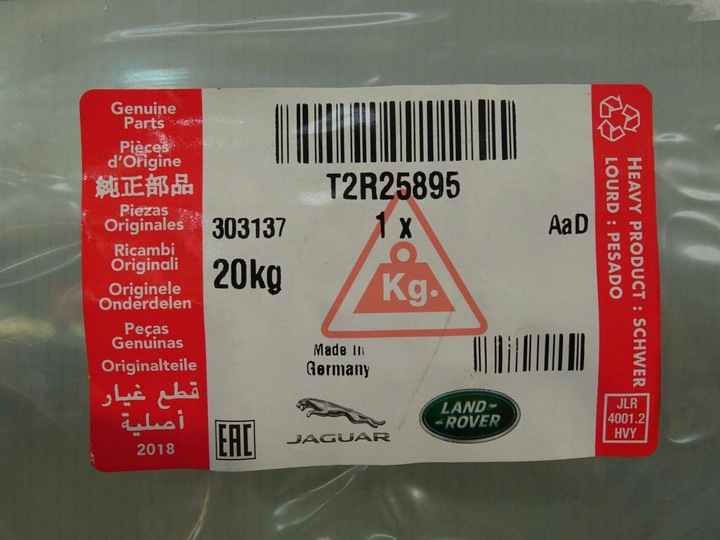 Genuine
Parts
Pièces
d'Origine
純正部品
Piezas
Originales
Ricambi
Originali
Originele
Onderdelen
Peças
Genuinas
Originalteile
قطع غيار
أصلية
2018
T2R25895
303137
1 x
AaD
20kg
Kg.
Made in
Germany
EAC
JAGUAR
LAND-
-ROVER
HEAVY PRODUCT : SCHWER
LOURD : PESADO
JLR
4001.2
HVY